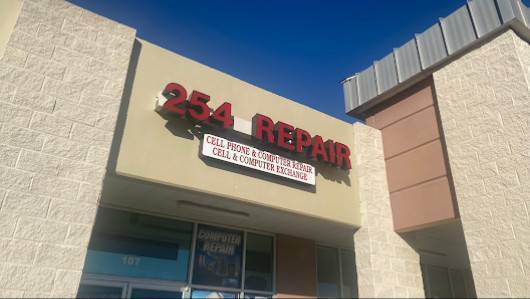 254 REPAIR
CELL PHONE & COMPUTER REPAIR
CELL & COMPUTER EXCHANGE
COMPUTER
REPAIR
107